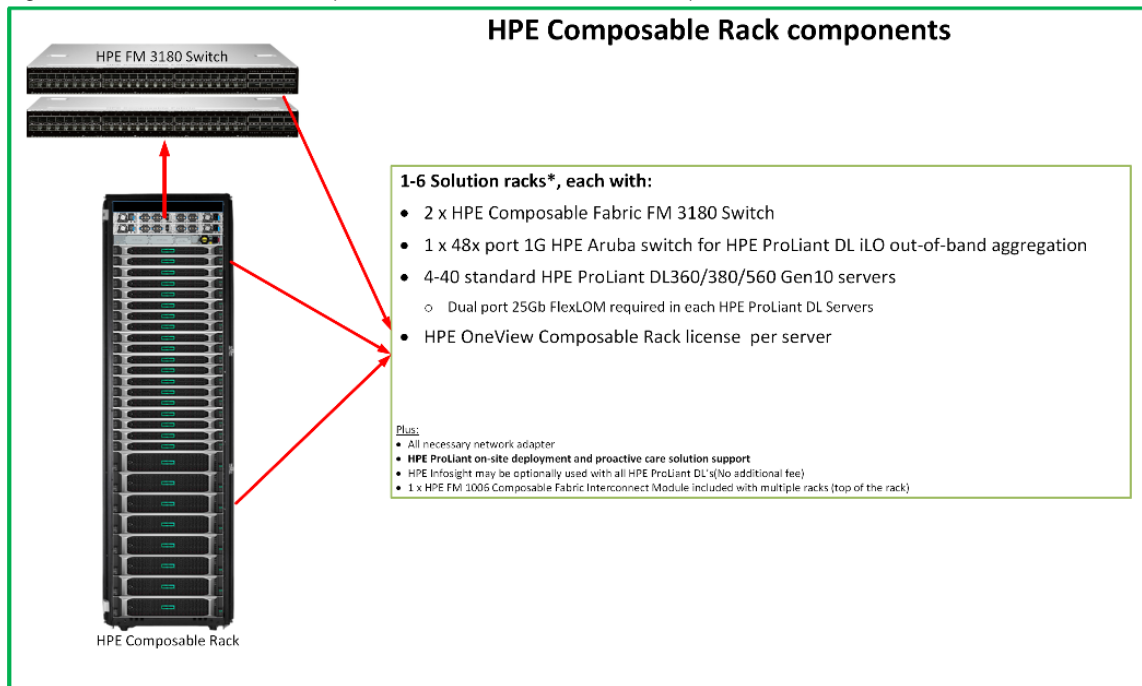 HPE Composable Rack components
HPE FM 3180 Switch
1-6 Solution racks*, each with:
• 2 x HPE Composable Fabric FM 3180 Switch
• 1 x 48x port 1G HPE Aruba switch for HPE ProLiant DL iLO out-of-band aggregation
• 4-40 standard HPE ProLiant DL360/380/560 Gen10 servers
o Dual port 25Gb FlexLOM required in each HPE ProLiant DL Servers
• HPE OneView Composable Rack license per server
Plus:
• All necessary network adapter
• HPE ProLiant on-site deployment and proactive care solution support
• HPE Infosight may be optionally used with all HPE ProLiant DL's(No additional fee)
• 1 x HPE FM 1006 Composable Fabric Interconnect Module included with multiple racks (top of the rack)
HPE Composable Rack